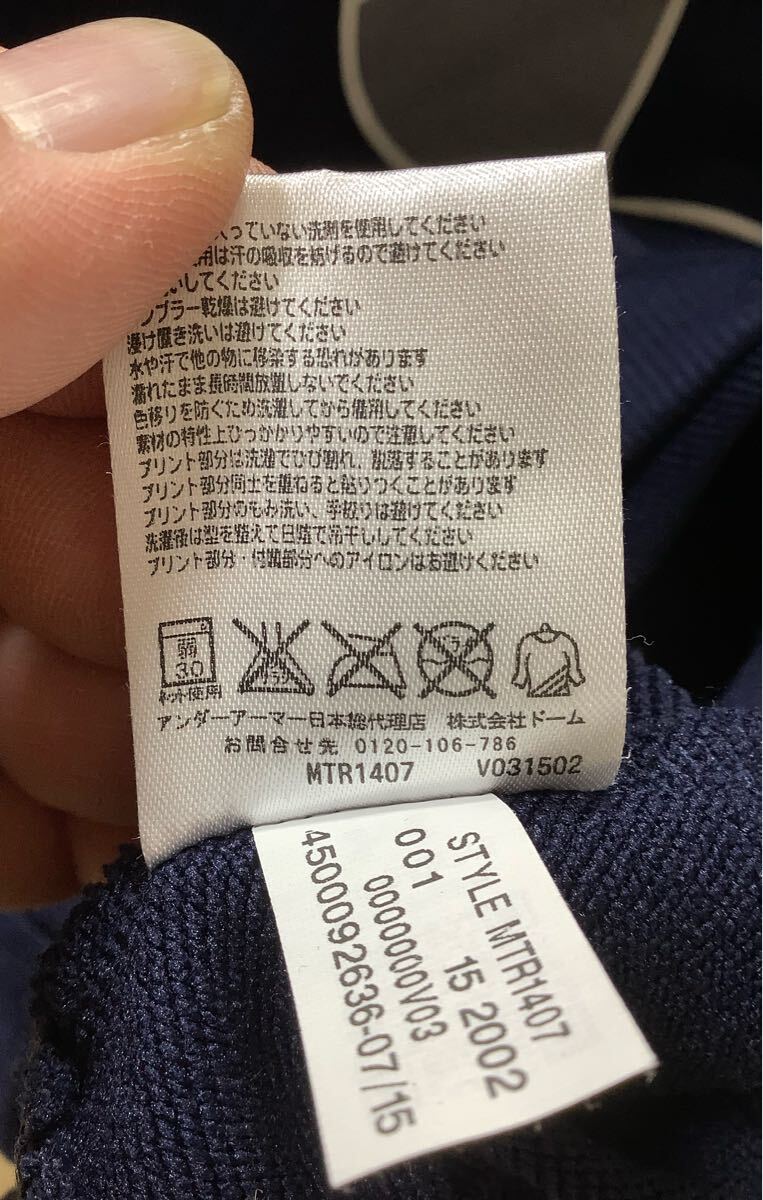 っていない洗剤を使用してください
用は汗の吸収を妨げるので避けてください
いしてください
ンブラー乾燥は避けてください
浸け置き洗いは避けてください
水や汗で他の物に移染する恐れがあります
濡れたまま長時間放置しないでください
色移りを防ぐため洗濯してから着用してください
素材の特性上ひっかかりやすいので注意してください
プリント部分は洗濯でひび割れ、脱落することがあります
プリント部分同士を重ねると貼りつくことがあります
プリント部分のもみ洗い、手絞りは避けてください
洗濯後は型を整えて日陰で吊干ししてください
プリント部分・付属部分へのアイロンはお避けください
弱
30
ネット使用
エンソ
サラシ
ドライ
アンダーアーマー日本総代理店 株式会社ドーム
お問合せ先 0120-106-786
MTR1407 V031502
STYLE MTR1407
001 15 2002
0000000V03
4500092636-07/15